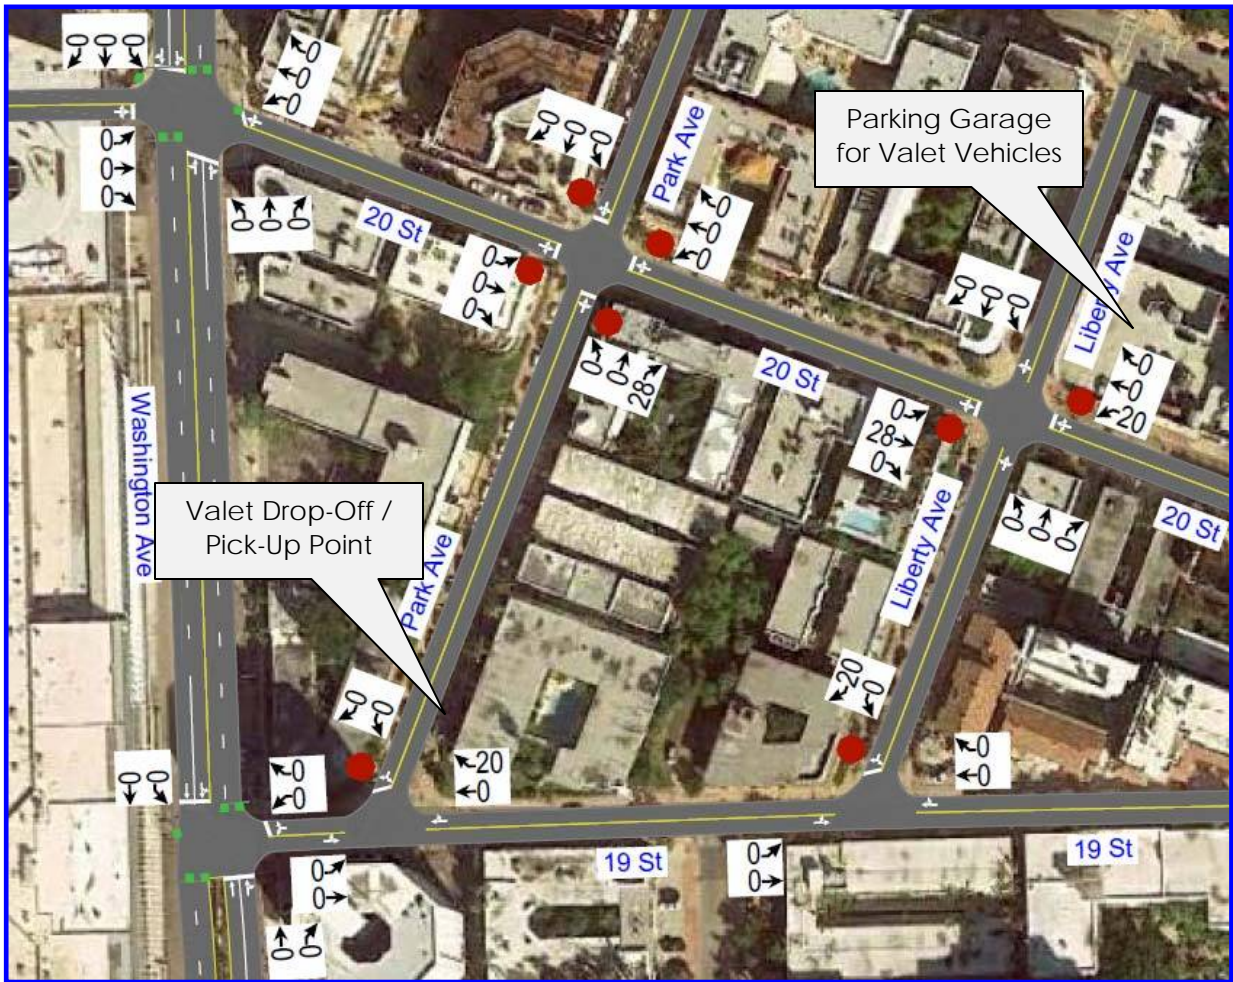 0 0 0
0
0
0
0
0
0
0 0 0
0 0 0
Park Ave
Parking Garage
for Valet Vehicles
20 St
0
0
0
0
0
0
0 0 0
Liberty Ave
0 0 28
20 St
0
28
0
0
0
20
Washington
Ave
Valet Drop-Off /
Pick-Up Point
Park Ave
Liberty Ave
0 0 0
20 St
0 0
20 0
0 0
0
0
20
0
0
0
0
0
0 0
19 St
0
0
19 St